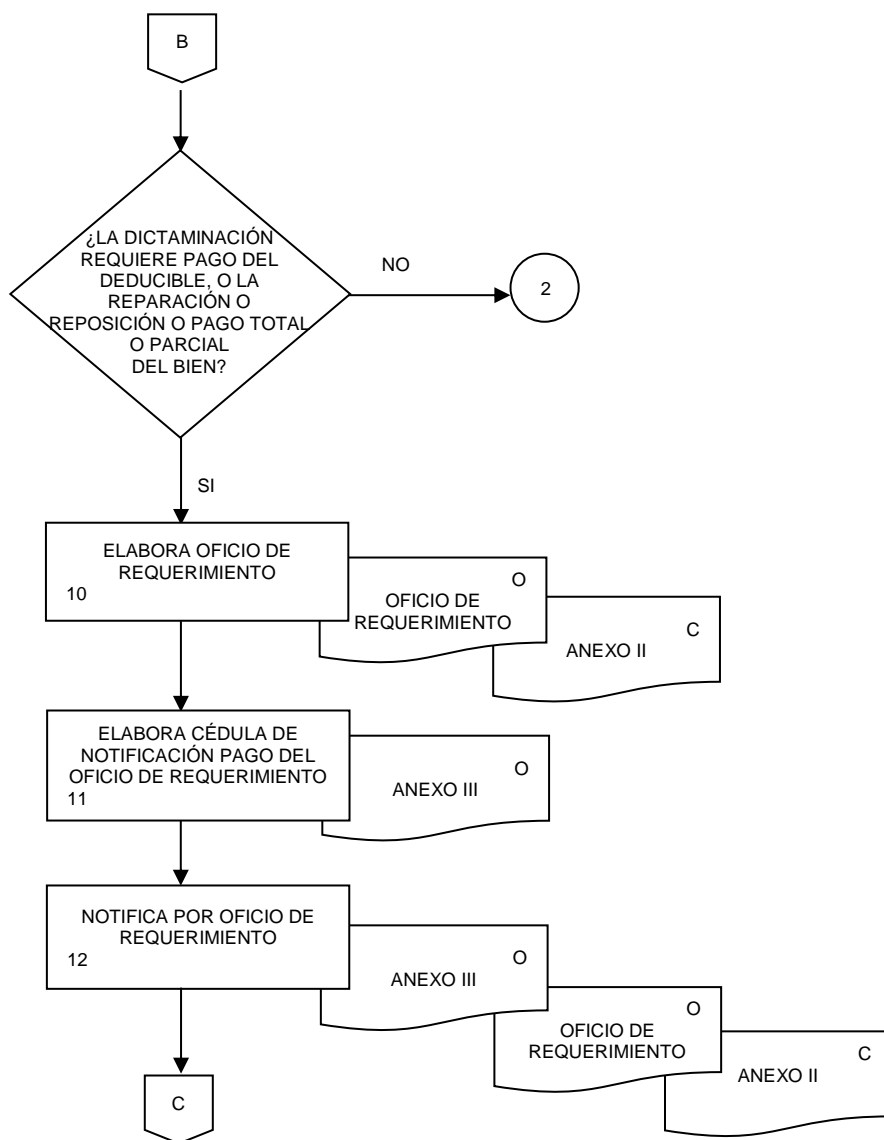 B
¿LA DICTAMINACIÓN
REQUIERE PAGO DEL
DEDUCIBLE, O LA
REPARACIÓN O
REPOSICIÓN O PAGO TOTAL
O PARCIAL
DEL BIEN?
NO
2
SI
ELABORA OFICIO DE
REQUERIMIENTO
10
O
OFICIO DE
REQUERIMIENTO
C
ANEXO II
ELABORA CÉDULA DE
NOTIFICACIÓN PAGO DEL
OFICIO DE REQUERIMIENTO
11
O
ANEXO III
NOTIFICA POR OFICIO DE
REQUERIMIENTO
12
O
ANEXO III
O
OFICIO DE
REQUERIMIENTO
C
ANEXO II
C